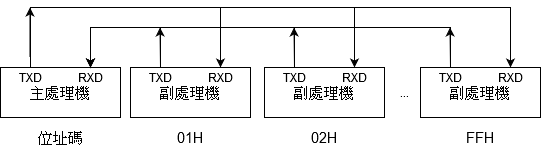 TXD RXD TXD RXD TXD RXD TXD RXD
主處理機 副處理機 副處理機 ... 副處理機
位址碼 01H 02H FFH